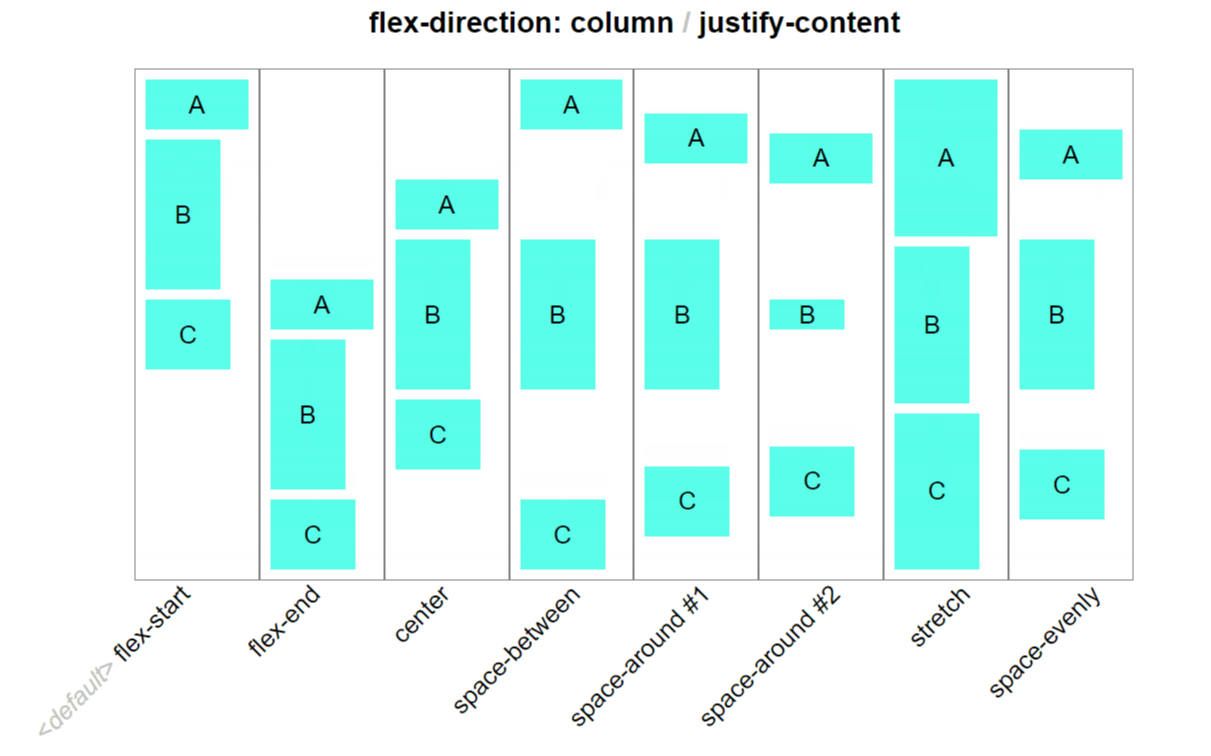 flex-direction: column / justify-content
A
B
C
A
B
C
A
B
C
A
B
C
A
B
C
A
B
C
A
B
C
A
B
C
<default> flex-start
flex-end
center
space-between
space-around #1
space-around #2
stretch
space-evenly